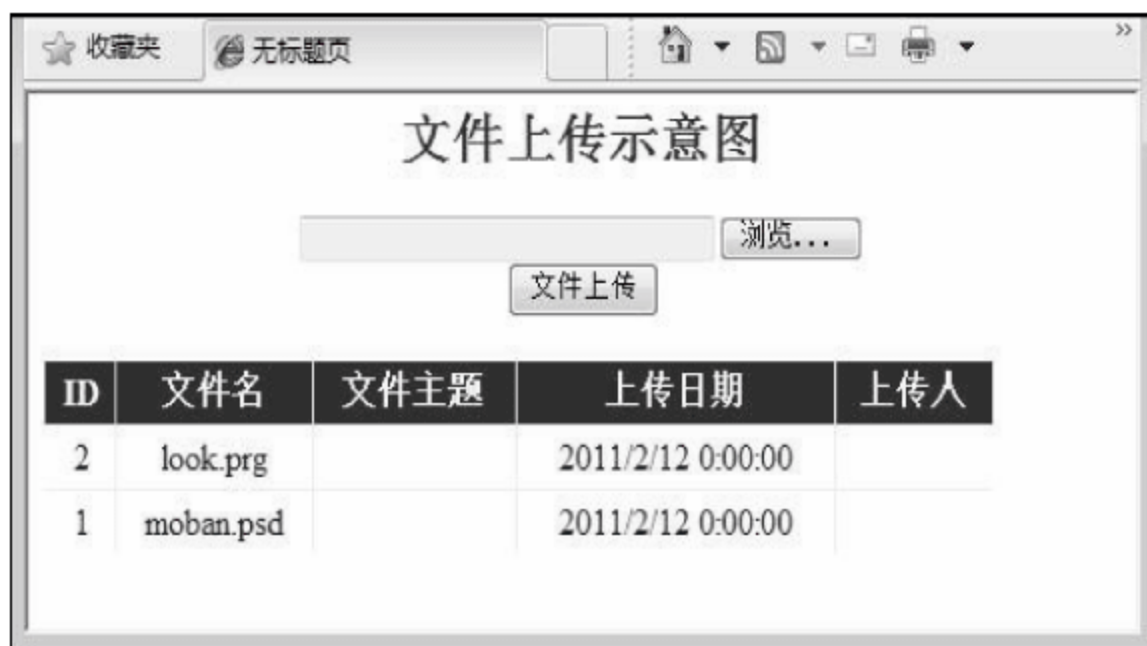 收藏夹 无标题页 »
文件上传示意图
浏览...
文件上传
ID 文件名 文件主题 上传日期 上传人
2 look.prg 2011/2/12 0:00:00
1 moban.psd 2011/2/12 0:00:00